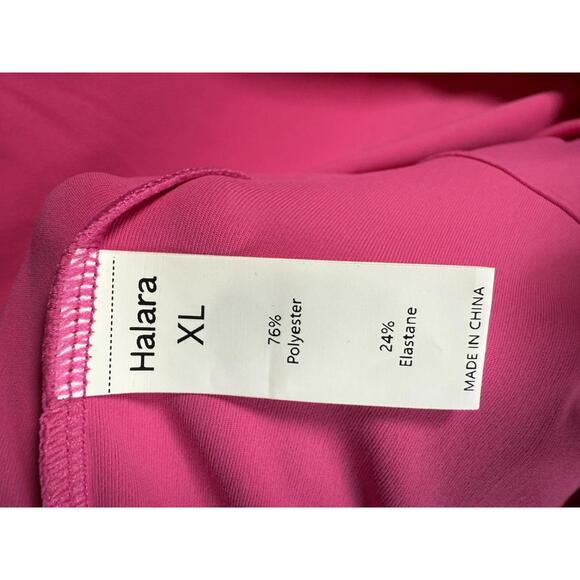 Halara
XL
76%
Polyester
24%
Elastane
MADE IN CHINA